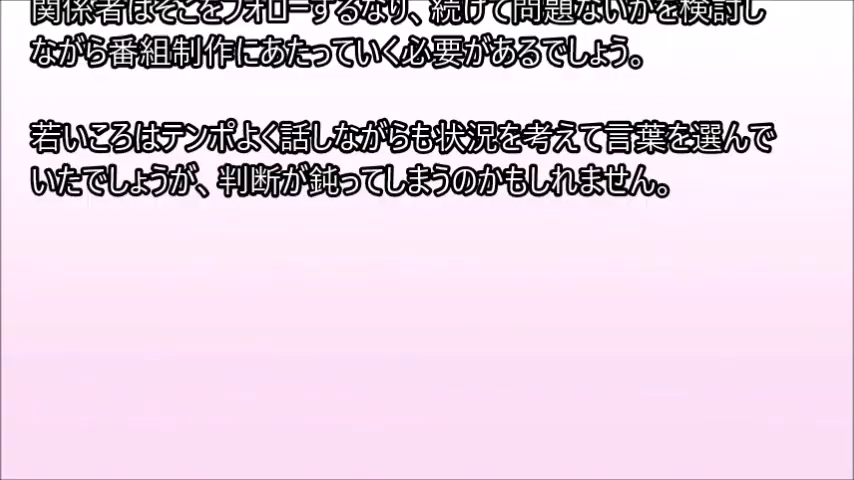 関係者はそこをフォローするなり、続けて問題ないかを検討し
ながら番組制作にあたっていく必要があるでしょう。
若いころはテンポよく話しながらも状況を考えて言葉を選んで
いたでしょうが、判断が鈍ってしまうのかもしれません。